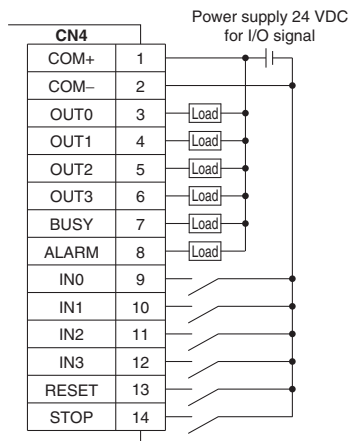 Power supply 24 VDC
for I/O signal
CN4
COM+ 1
COM– 2
OUT0 3 Load
OUT1 4 Load
OUT2 5 Load
OUT3 6 Load
BUSY 7 Load
ALARM 8 Load
IN0 9
IN1 10
IN2 11
IN3 12
RESET 13
STOP 14